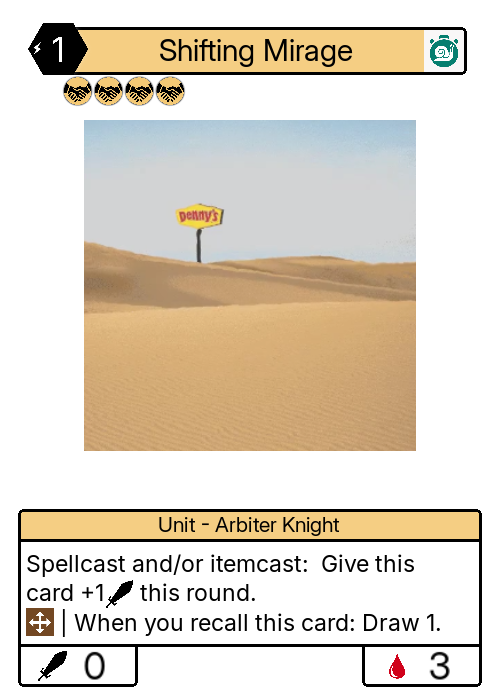 1
Shifting Mirage
Denny's
Unit - Arbiter Knight
Spellcast and/or itemcast: Give this
card +1 this round.
| When you recall this card: Draw 1.
0
3